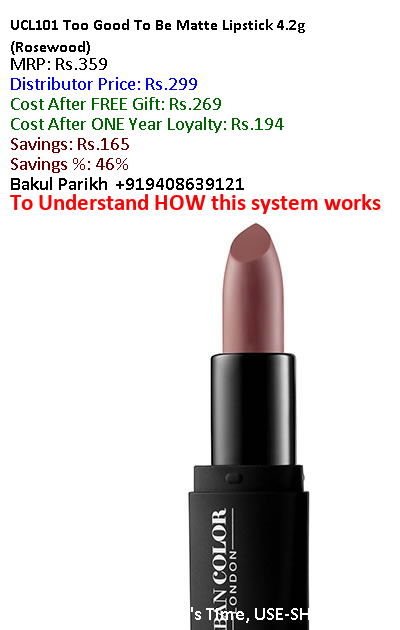 UCL101 Too Good To Be Matte Lipstick 4.2g
(Rosewood)
MRP: Rs.359
Distributor Price: Rs.299
Cost After FREE Gift: Rs.269
Cost After ONE Year Loyalty: Rs.194
Savings: Rs.165
Savings %: 46%
Bakul Parikh +919408639121
To Understand HOW this system works
BAN COLOR
LONDON
's Time, USE-SH